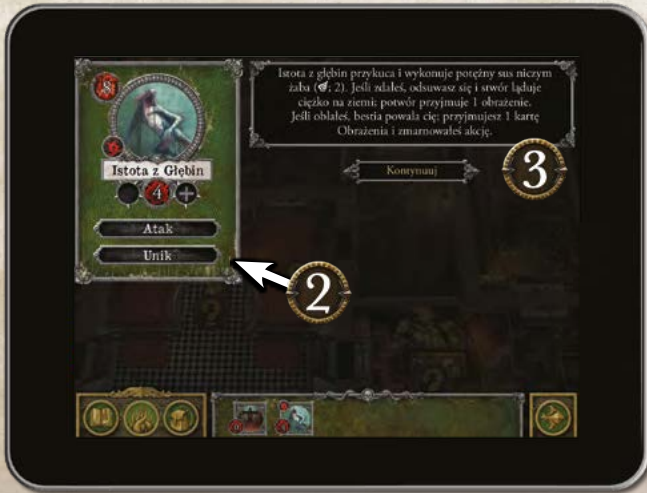 8
6
Istota z Głębin
4 +
Atak
Unik
Istota z głębin przykuca i wykonuje potężny sus niczym
żaba (; 2). Jeśli zdałeś, odsuwasz się i stwór ląduje
ciężko na ziemi; potwór przyjmuje 1 obrażenie.
Jeśli oblałeś, bestia powala cię; przyjmujesz 1 kartę
Obrażenia i zmarnowałeś akcję.
Kontynuuj
3
2